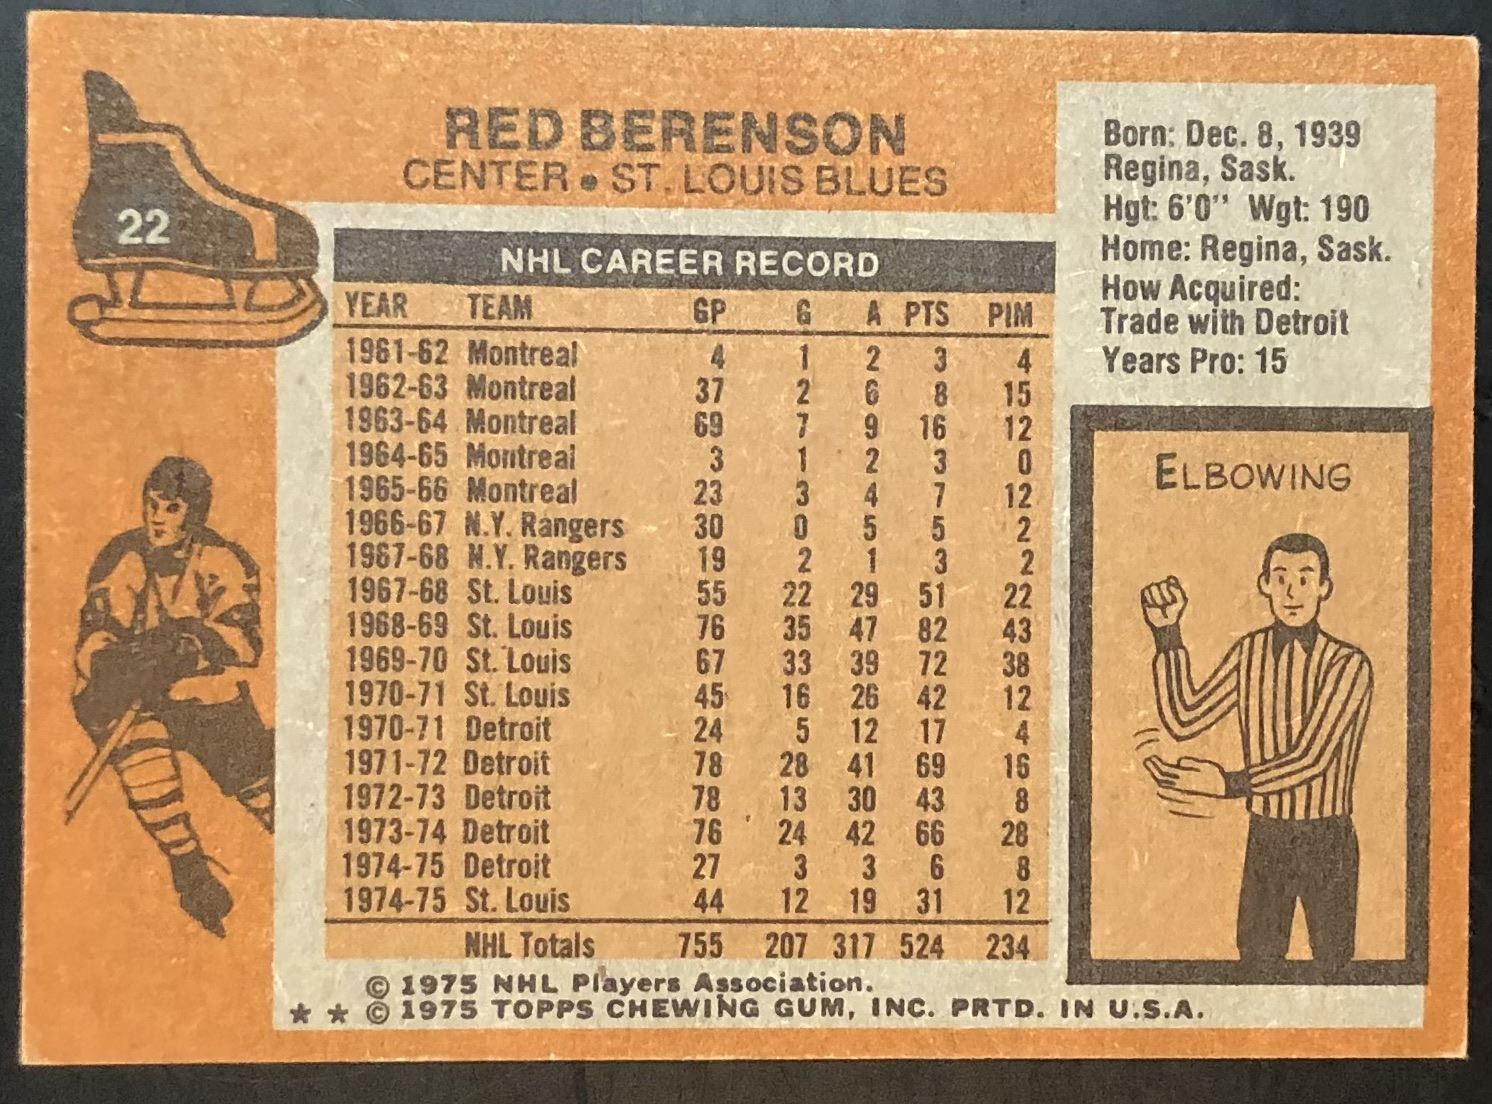 RED BERENSON
CENTER • ST. LOUIS BLUES
22
Born: Dec. 8, 1939
Regina, Sask.
Hgt: 6'0" Wgt: 190
Home: Regina, Sask.
How Acquired:
Trade with Detroit
Years Pro: 15
NHL CAREER RECORD
YEAR TEAM GP G A PTS PIM
1961-62 Montreal 4 1 2 3 4
1962-63 Montreal 37 2 6 8 15
1963-64 Montreal 69 7 9 16 12
1964-65 Montreal 3 1 2 3 0
1965-66 Montreal 23 3 4 7 12
1966-67 N.Y. Rangers 30 0 5 5 2
1967-68 N.Y. Rangers 19 2 1 3 2
1967-68 St. Louis 55 22 29 51 22
1968-69 St. Louis 76 35 47 82 43
1969-70 St. Louis 67 33 39 72 38
1970-71 St. Louis 45 16 26 42 12
1970-71 Detroit 24 5 12 17 4
1971-72 Detroit 78 28 41 69 16
1972-73 Detroit 78 13 30 43 8
1973-74 Detroit 76 24 42 66 28
1974-75 Detroit 27 3 3 6 8
1974-75 St. Louis 44 12 19 31 12
NHL Totals 755 207 317 524 234
ELBOWING
© 1975 NHL Players Association.
★ ★ © 1975 TOPPS CHEWING GUM, INC. PRTD. IN U.S.A.